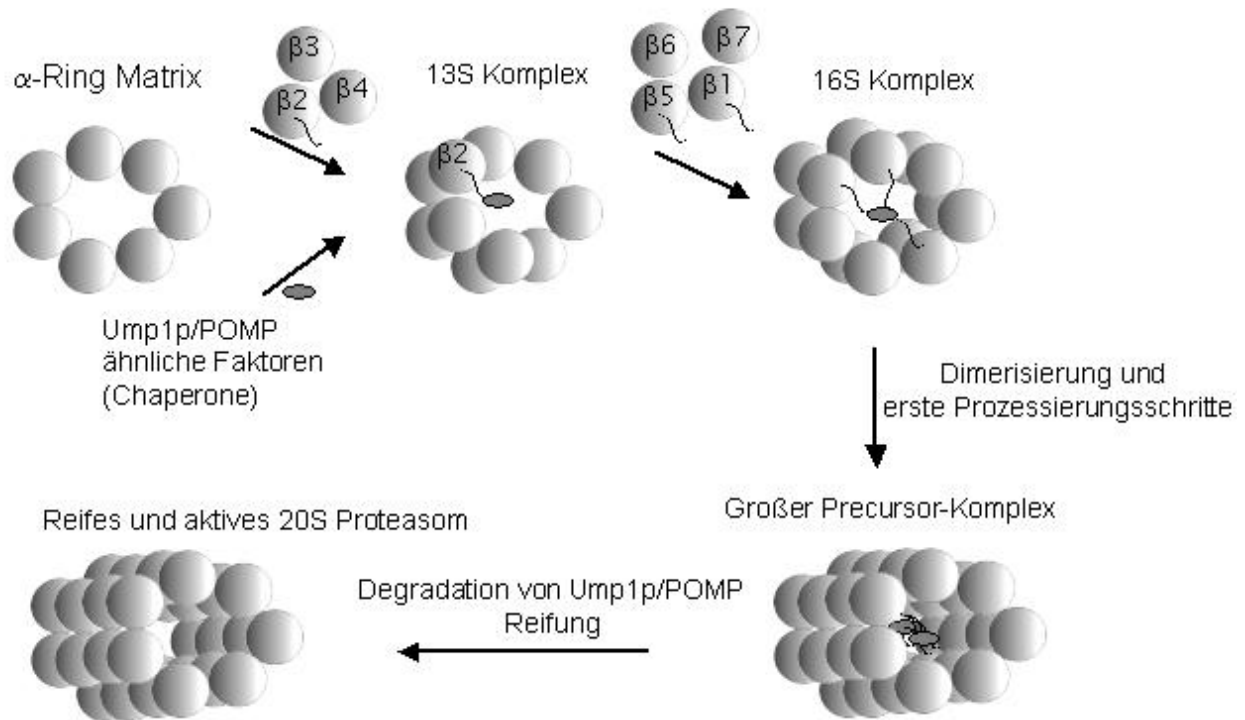 α-Ring Matrix
β3
β2
β4
13S Komplex
β2
β6
β7
β5
β1
16S Komplex
Ump1p/POMP
ähnliche Faktoren
(Chaperone)
Dimerisierung und
erste Prozessierungsschritte
Großer Precursor-Komplex
Degradation von Ump1p/POMP
Reifung
Reifes und aktives 20S Proteasom